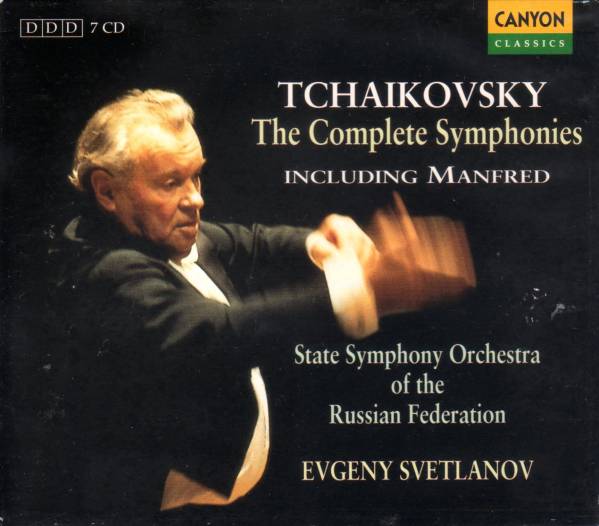 DDD 7 CD
CANYON
CLASSICS
TCHAIKOVSKY
The Complete Symphonies
INCLUDING MANFRED
State Symphony Orchestra
of the
Russian Federation
EVGENY SVETLANOV